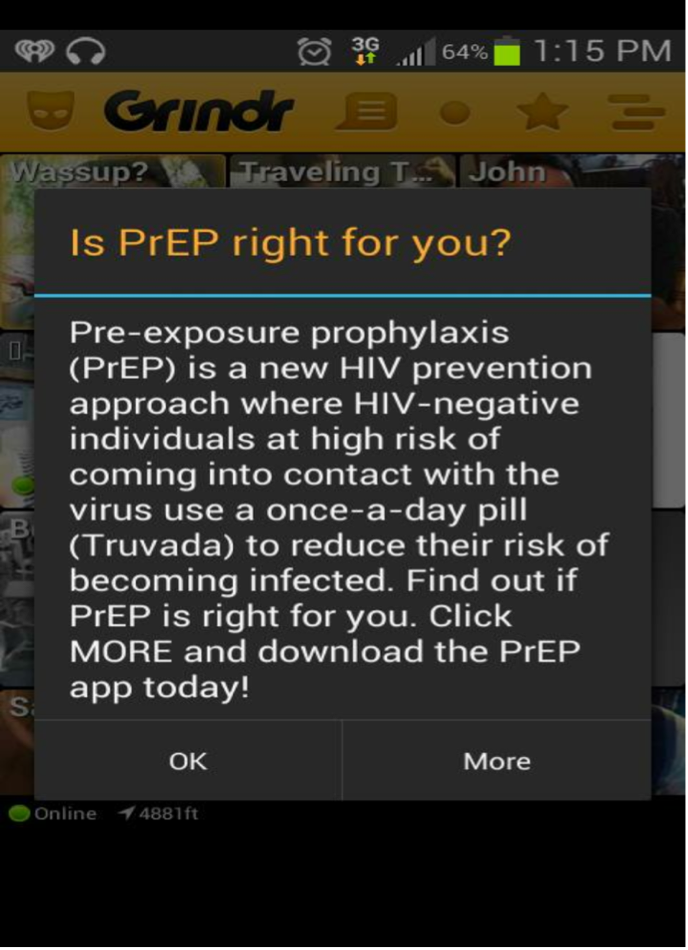 3G 64% 1:15 PM
Grindr
Wassup? Traveling T... John
Is PrEP right for you?
Pre-exposure prophylaxis
(PrEP) is a new HIV prevention
approach where HIV-negative
individuals at high risk of
coming into contact with the
virus use a once-a-day pill
(Truvada) to reduce their risk of
becoming infected. Find out if
PrEP is right for you. Click
MORE and download the PrEP
app today!
OK More
Online 4881ft